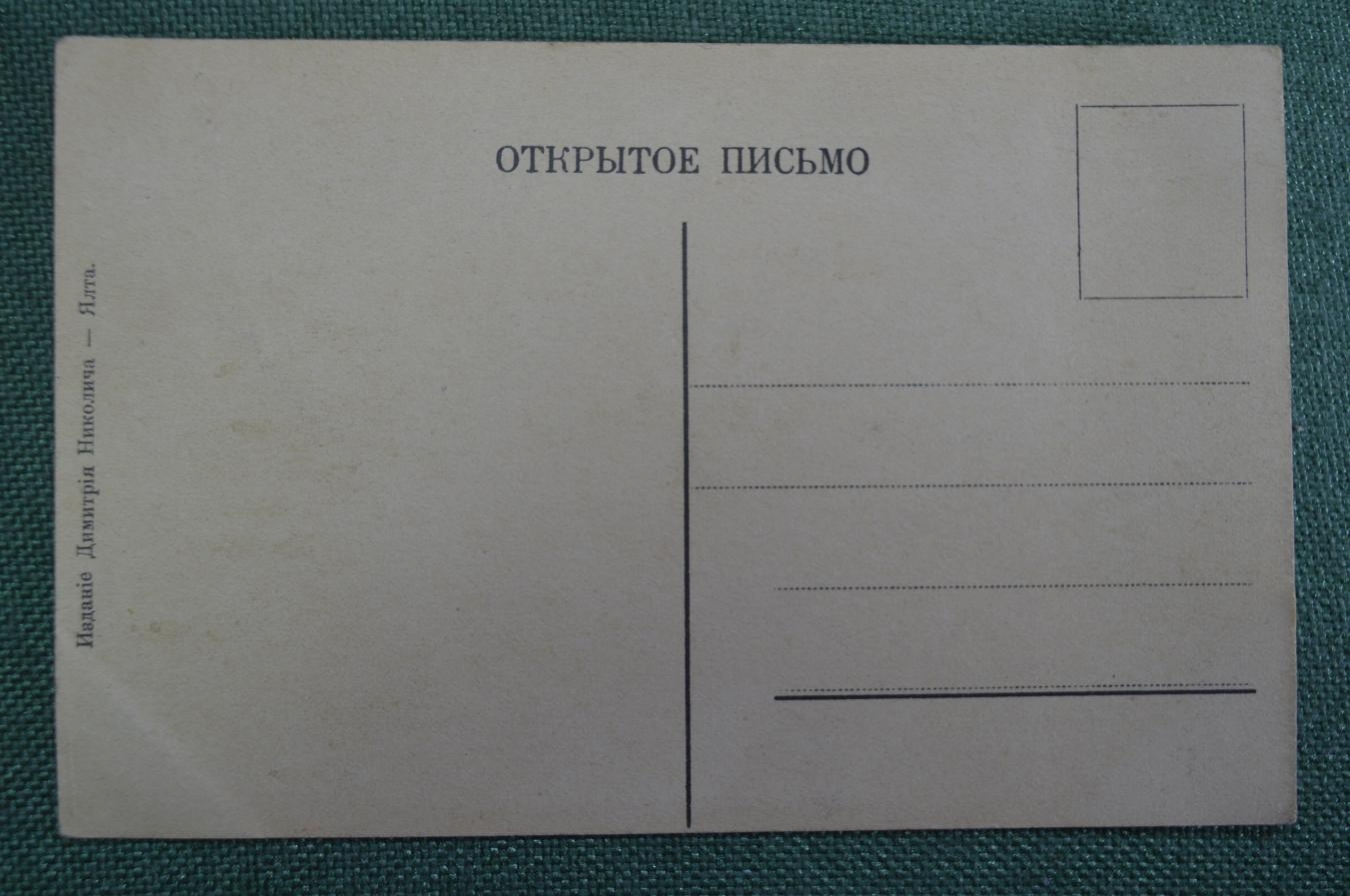 ОТКРЫТОЕ ПИСЬМО
Изданіе Димитрія Николича — Ялта.